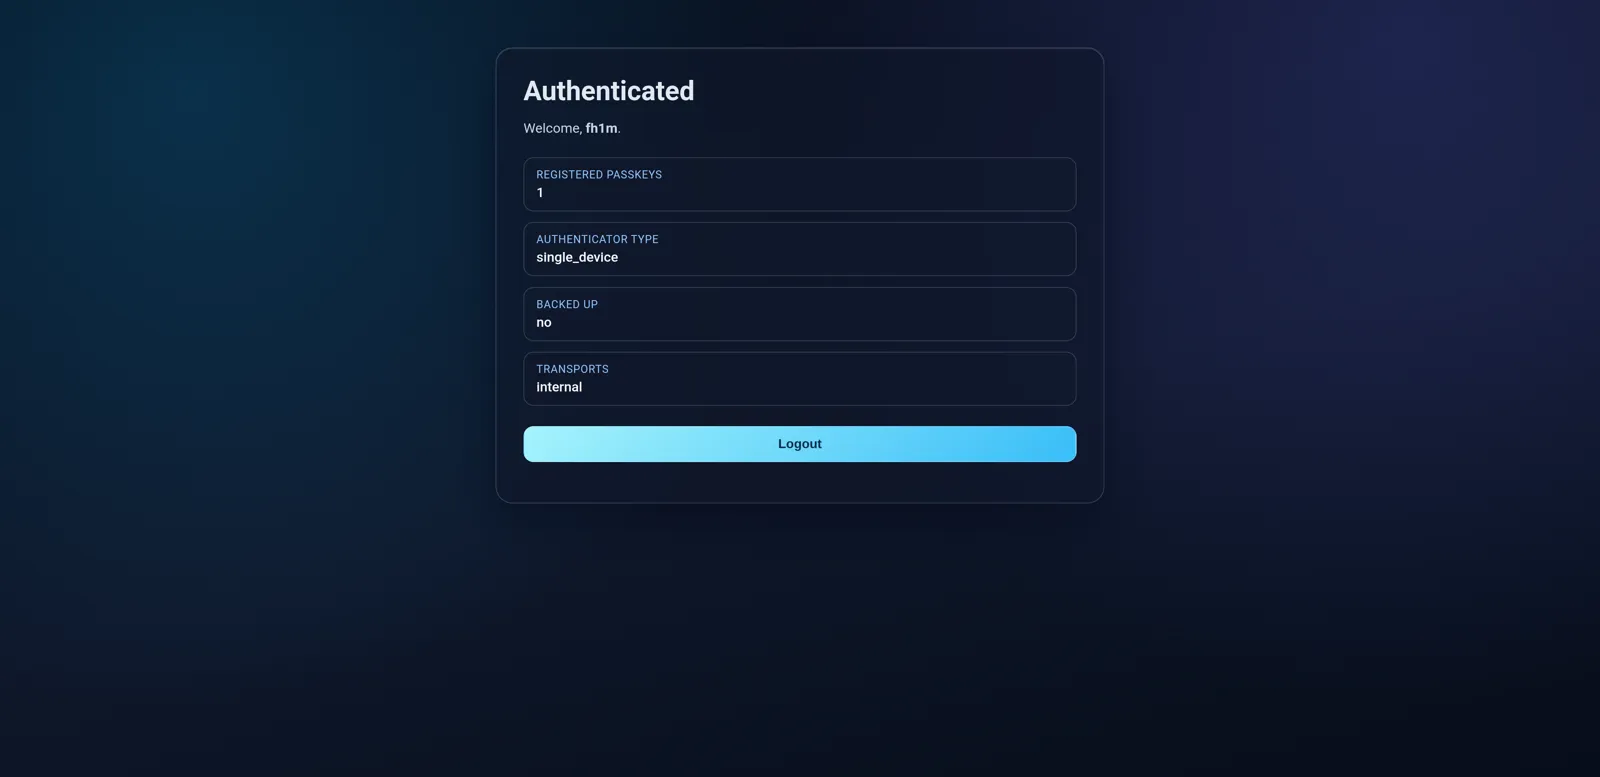 Authenticated
Welcome, fh1m.
REGISTERED PASSKEYS
1
AUTHENTICATOR TYPE
single_device
BACKED UP
no
TRANSPORTS
internal
Logout